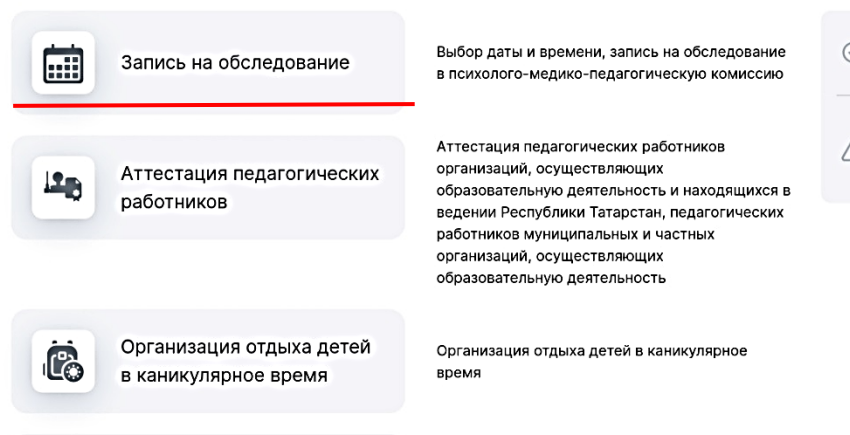 Запись на обследование
Выбор даты и времени, запись на обследование
в психолого-медико-педагогическую комиссию
Аттестация педагогических
работников
Аттестация педагогических работников
организаций, осуществляющих
образовательную деятельность и находящихся в
ведении Республики Татарстан, педагогических
работников муниципальных и частных
организаций, осуществляющих
образовательную деятельность
Организация отдыха детей
в каникулярное время
Организация отдыха детей в каникулярное
время